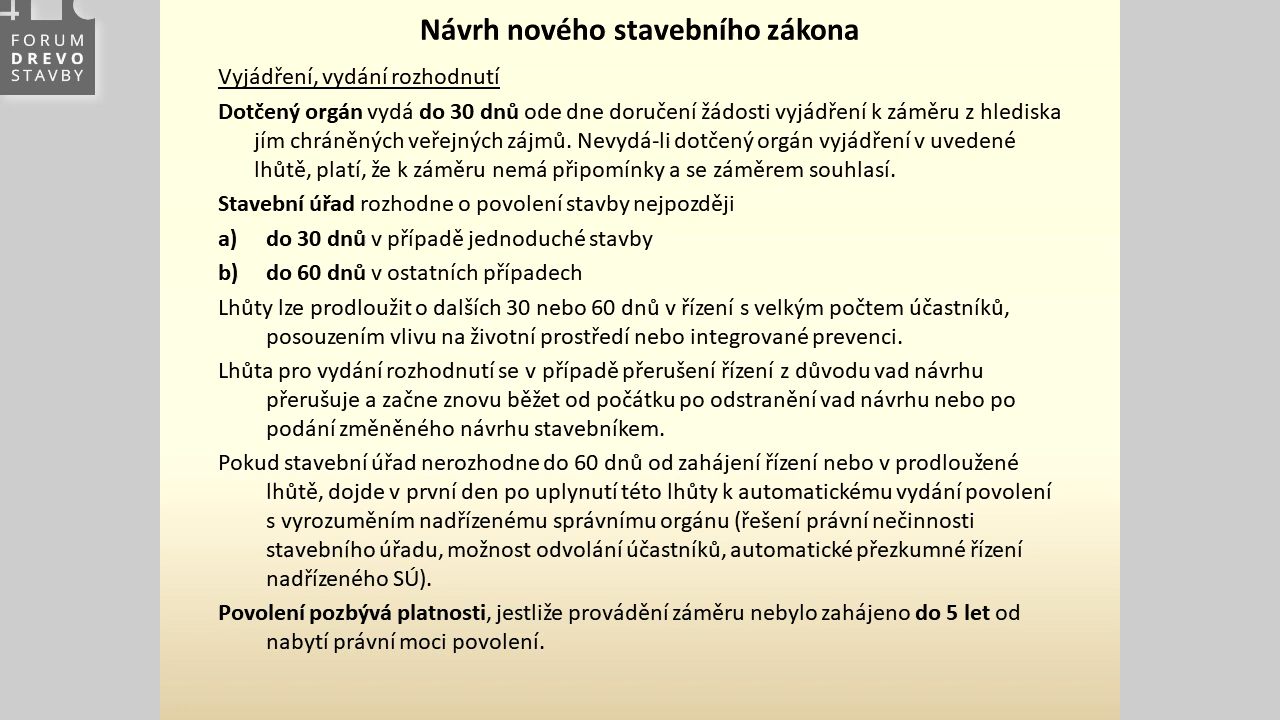 FORUM
DREVO
STAVBY
Návrh nového stavebního zákona
Vyjádření, vydání rozhodnutí
Dotčený orgán vydá do 30 dnů ode dne doručení žádosti vyjádření k záměru z hlediska
jím chráněných veřejných zájmů. Nevydá-li dotčený orgán vyjádření v uvedené
lhůtě, platí, že k záměru nemá připomínky a se záměrem souhlasí.
Stavební úřad rozhodne o povolení stavby nejpozději
a) do 30 dnů v případě jednoduché stavby
b) do 60 dnů v ostatních případech
Lhůty lze prodloužit o dalších 30 nebo 60 dnů v řízení s velkým počtem účastníků,
posouzením vlivu na životní prostředí nebo integrované prevenci.
Lhůta pro vydání rozhodnutí se v případě přerušení řízení z důvodu vad návrhu
přerušuje a začne znovu běžet od počátku po odstranění vad návrhu nebo po
podání změněného návrhu stavebníkem.
Pokud stavební úřad nerozhodne do 60 dnů od zahájení řízení nebo v prodloužené
lhůtě, dojde v první den po uplynutí této lhůty k automatickému vydání povolení
s vyrozuměním nadřízenému správnímu orgánu (řešení právní nečinnosti
stavebního úřadu, možnost odvolání účastníků, automatické přezkumné řízení
nadřízeného SÚ).
Povolení pozbývá platnosti, jestliže provádění záměru nebylo zahájeno do 5 let od
nabytí právní moci povolení.